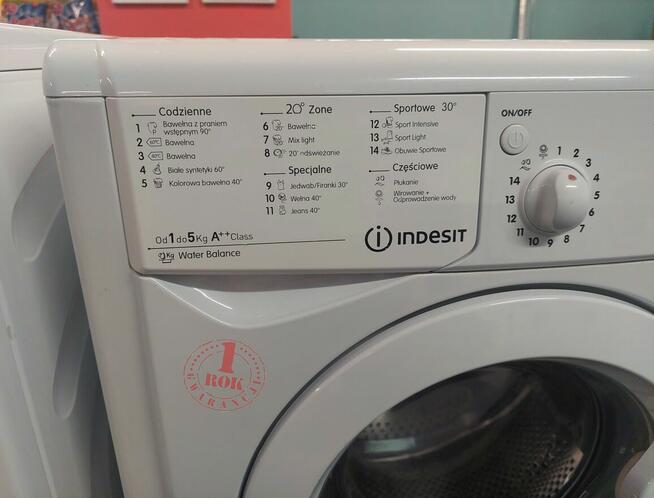 Codzienne
1 Bawełna z praniem
wstępnym 90°
2 60°C Bawełna
3 40°C Bawełna
4 Białe syntetyki 60°
5 Kolorowa bawełna 40°
20° Zone
6 Bawełna
7 Mix light
8 20' odświeżanie
Specjalne
9 Jedwab/Firanki 30°
10 Wełna 40°
11 Jeans 40°
Sportowe 30°
12 Sport Intensive
13 Sport Light
14 Obuwie Sportowe
Częściowe
Płukanie
Wirowanie +
Odprowadzenie wody
Od 1 do 5Kg A++ Class
Kg Water Balance
INDESIT
ON/OFF
1
2
3
4
5
6
7
8
9
10
11
12
13
14
1
ROK
GWARANCJI